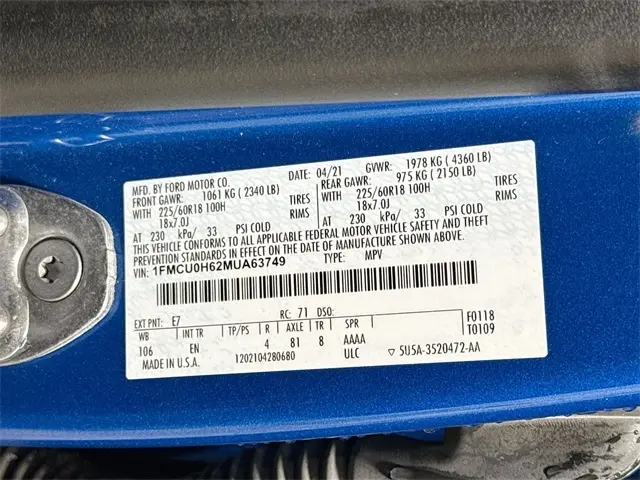 MFD. BY FORD MOTOR CO.
DATE: 04/21 GVWR: 1978 KG ( 4360 LB)
FRONT GAWR: 1061 KG ( 2340 LB) REAR GAWR: 975 KG ( 2150 LB)
WITH 225/60R18 100H TIRES WITH 225/60R18 100H TIRES
18x7.0J RIMS 18x7.0J RIMS
AT 230 kPa/ 33 PSI COLD AT 230 kPa/ 33 PSI COLD
THIS VEHICLE CONFORMS TO ALL APPLICABLE FEDERAL MOTOR VEHICLE SAFETY AND THEFT
PREVENTION STANDARDS IN EFFECT ON THE DATE OF MANUFACTURE SHOWN ABOVE.
VIN: 1FMCU0H62MUA63749 TYPE: MPV
EXT PNT: E7 RC: 71 DSO: F0118
WB INT TR TP/PS R AXLE TR SPR T0109
106 EN 4 81 8 AAAA
MADE IN U.S.A. 1202104280680 ULC ▽ 5U5A-3520472-AA